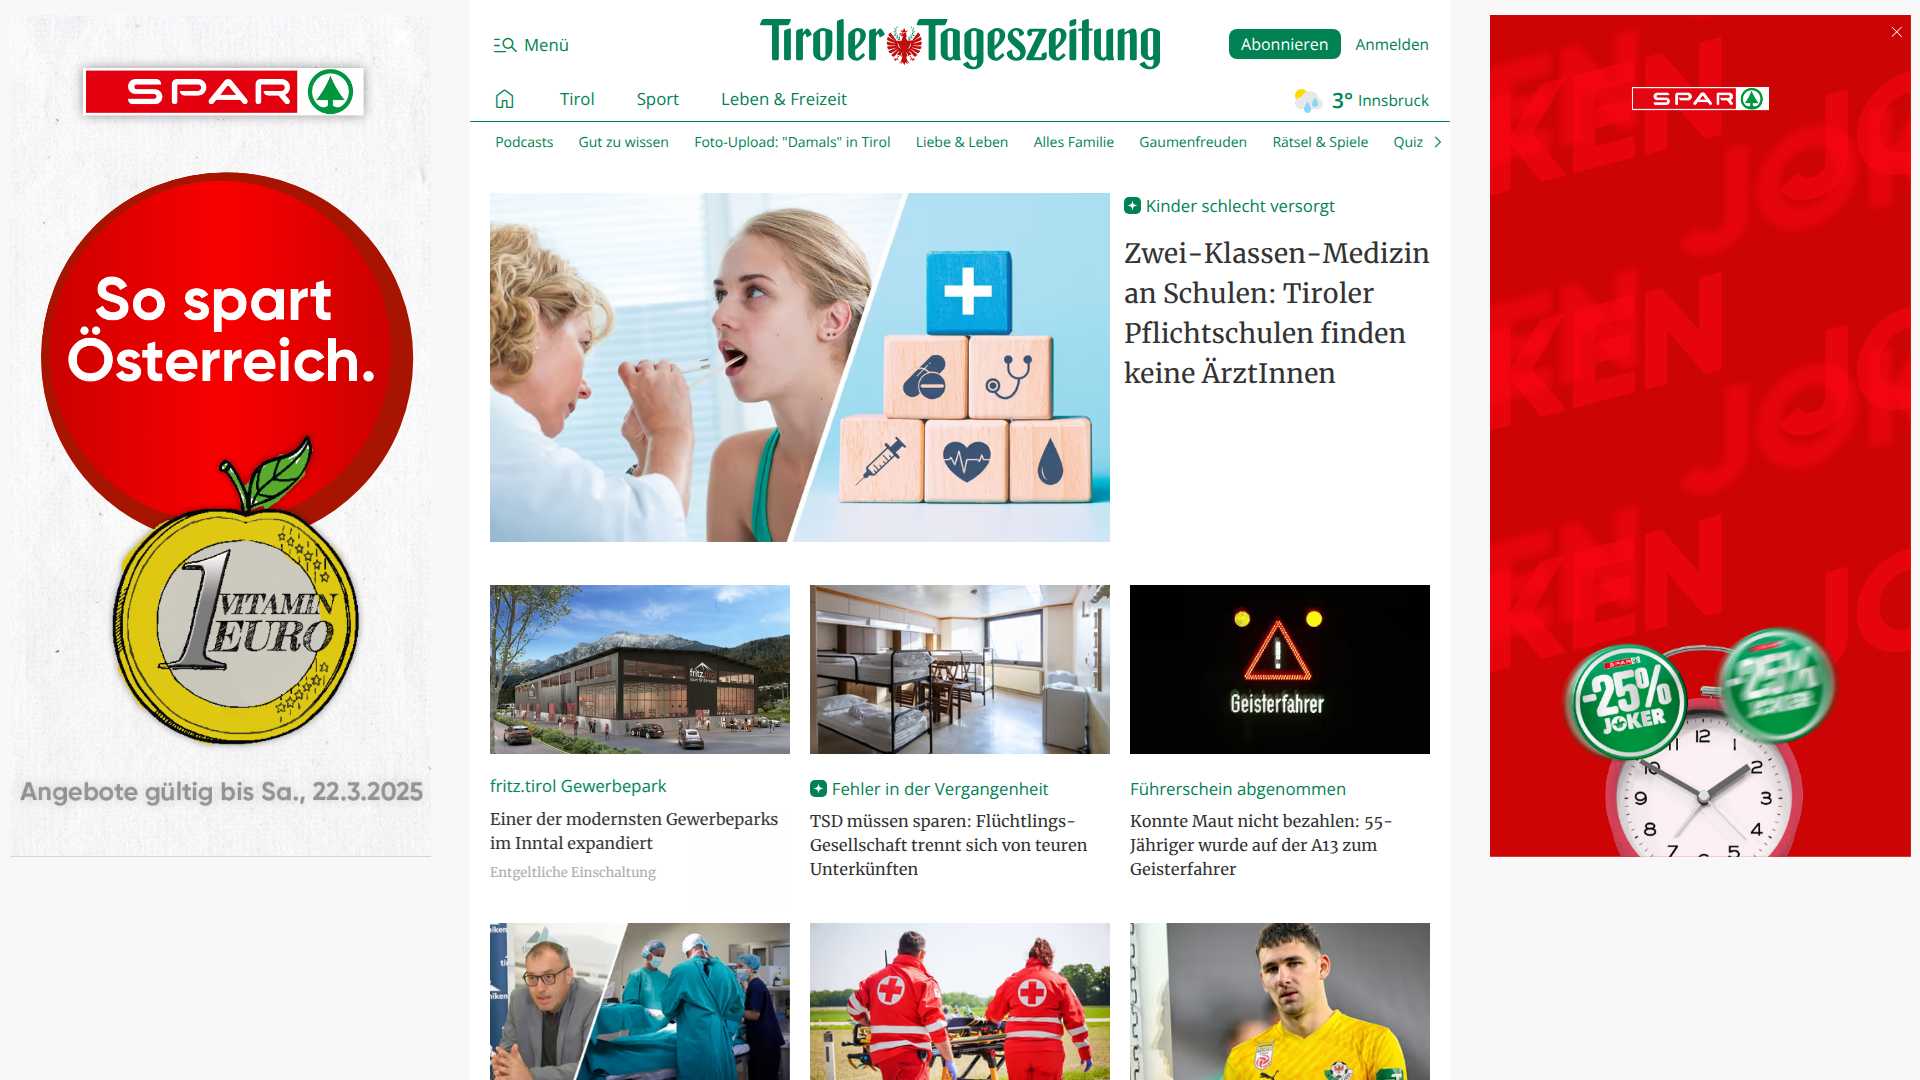 SPAR
So spart
Österreich.
1
VITAMIN
EURO
Angebote gültig bis Sa., 22.3.2025
Menü
Tiroler Tageszeitung
Abonnieren
Anmelden
Tirol
Sport
Leben & Freizeit
3° Innsbruck
Podcasts
Gut zu wissen
Foto-Upload: "Damals" in Tirol
Liebe & Leben
Alles Familie
Gaumenfreuden
Rätsel & Spiele
Quiz
Kinder schlecht versorgt
Zwei-Klassen-Medizin
an Schulen: Tiroler
Pflichtschulen finden
keine ÄrztInnen
fritz.tirol
Geisterfahrer
fritz.tirol Gewerbepark
Einer der modernsten Gewerbeparks
im Inntal expandiert
Entgeltliche Einschaltung
Fehler in der Vergangenheit
TSD müssen sparen: Flüchtlings-
Gesellschaft trennt sich von teuren
Unterkünften
Führerschein abgenommen
Konnte Maut nicht bezahlen: 55-
Jähriger wurde auf der A13 zum
Geisterfahrer
SPAR
SPAR
-25%
JOKER
-25%
12
1
2
3
4
5
7
8
9
10